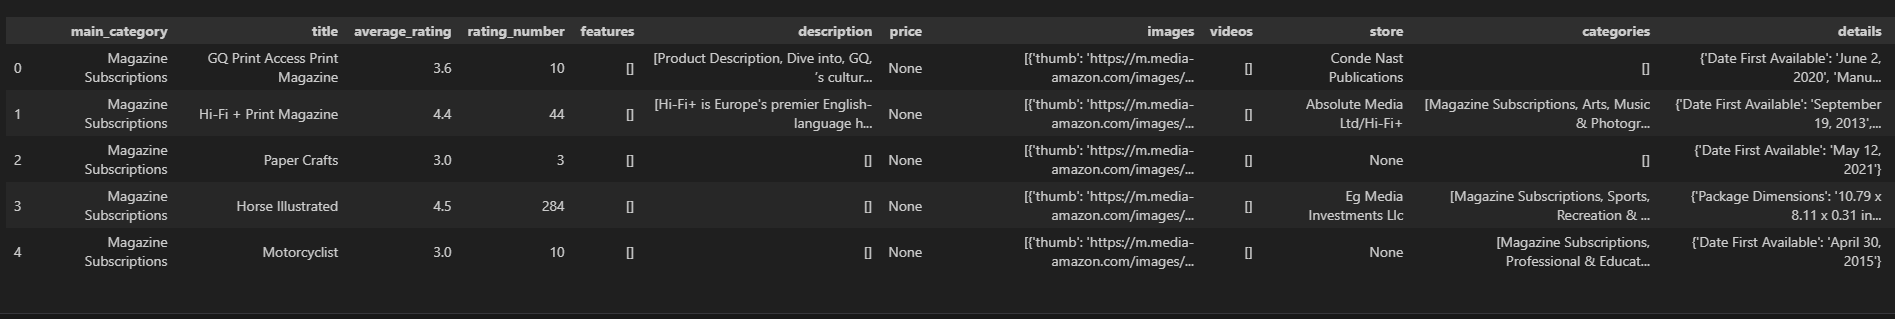 main_category title average_rating rating_number features description price images videos store categories details
0 Magazine Subscriptions GQ Print Access Print Magazine 3.6 10 [] [Product Description, Dive into, GQ, 's cultur... None [{'thumb': 'https://m.media-amazon.com/images/... [] Conde Nast Publications [] {'Date First Available': 'June 2, 2020', 'Manu...
1 Magazine Subscriptions Hi-Fi + Print Magazine 4.4 44 [] [Hi-Fi+ is Europe's premier English-language h... None [{'thumb': 'https://m.media-amazon.com/images/... [] Absolute Media Ltd/Hi-Fi+ [Magazine Subscriptions, Arts, Music & Photogr... {'Date First Available': 'September 19, 2013',...
2 Magazine Subscriptions Paper Crafts 3.0 3 [] [] None [{'thumb': 'https://m.media-amazon.com/images/... [] None [] {'Date First Available': 'May 12, 2021'}
3 Magazine Subscriptions Horse Illustrated 4.5 284 [] [] None [{'thumb': 'https://m.media-amazon.com/images/... [] Eg Media Investments Llc [Magazine Subscriptions, Sports, Recreation & ... {'Package Dimensions': '10.79 x 8.11 x 0.31 in...
4 Magazine Subscriptions Motorcyclist 3.0 10 [] [] None [{'thumb': 'https://m.media-amazon.com/images/... [] None [Magazine Subscriptions, Professional & Educat... {'Date First Available': 'April 30, 2015'}